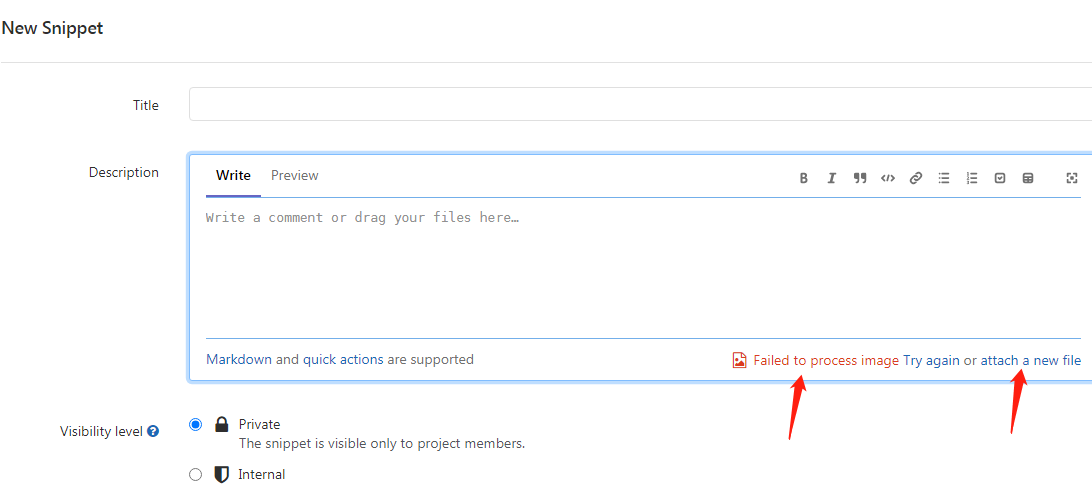 New Snippet
Title
Description
Write Preview
Write a comment or drag your files here…
Markdown and quick actions are supported
Failed to process image Try again or attach a new file
Visibility level
Private
The snippet is visible only to project members.
Internal